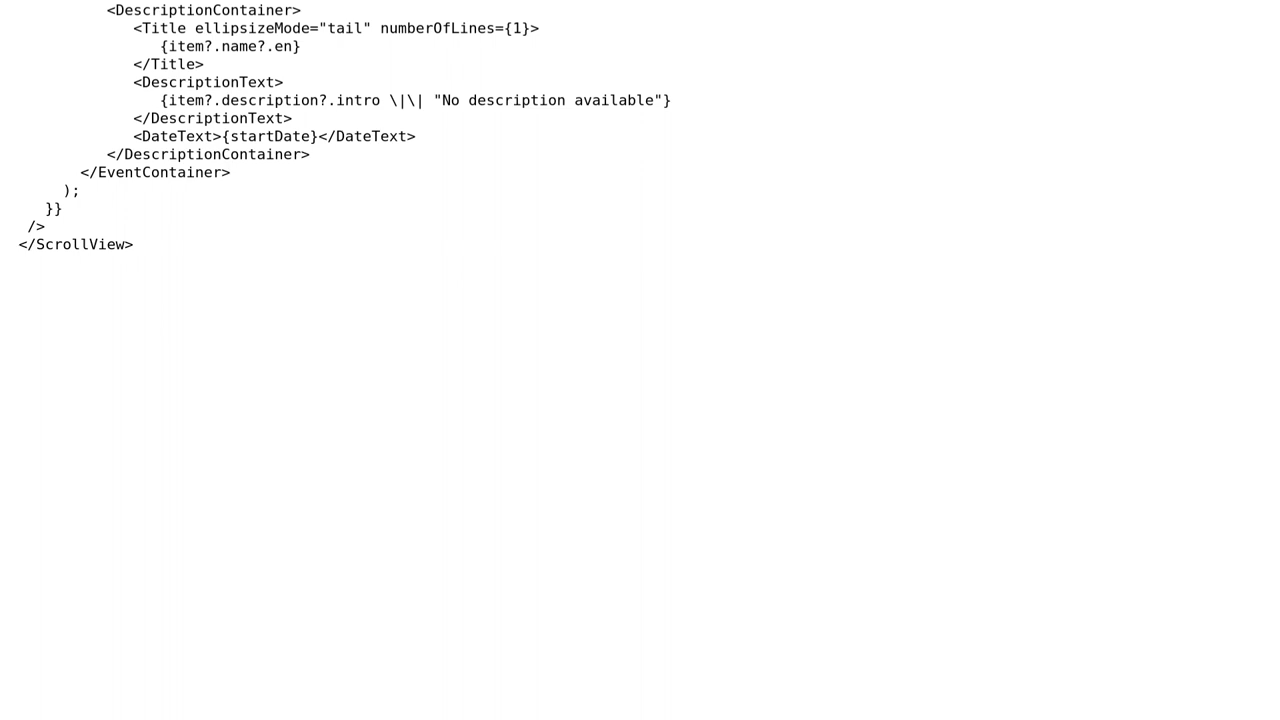 <DescriptionContainer>
<Title ellipsizeMode="tail" numberOfLines={1}>
{item?.name?.en}
</Title>
<DescriptionText>
{item?.description?.intro \|\| "No description available"}
</DescriptionText>
<DateText>{startDate}</DateText>
</DescriptionContainer>
</EventContainer>
);
}}
/>
</ScrollView>